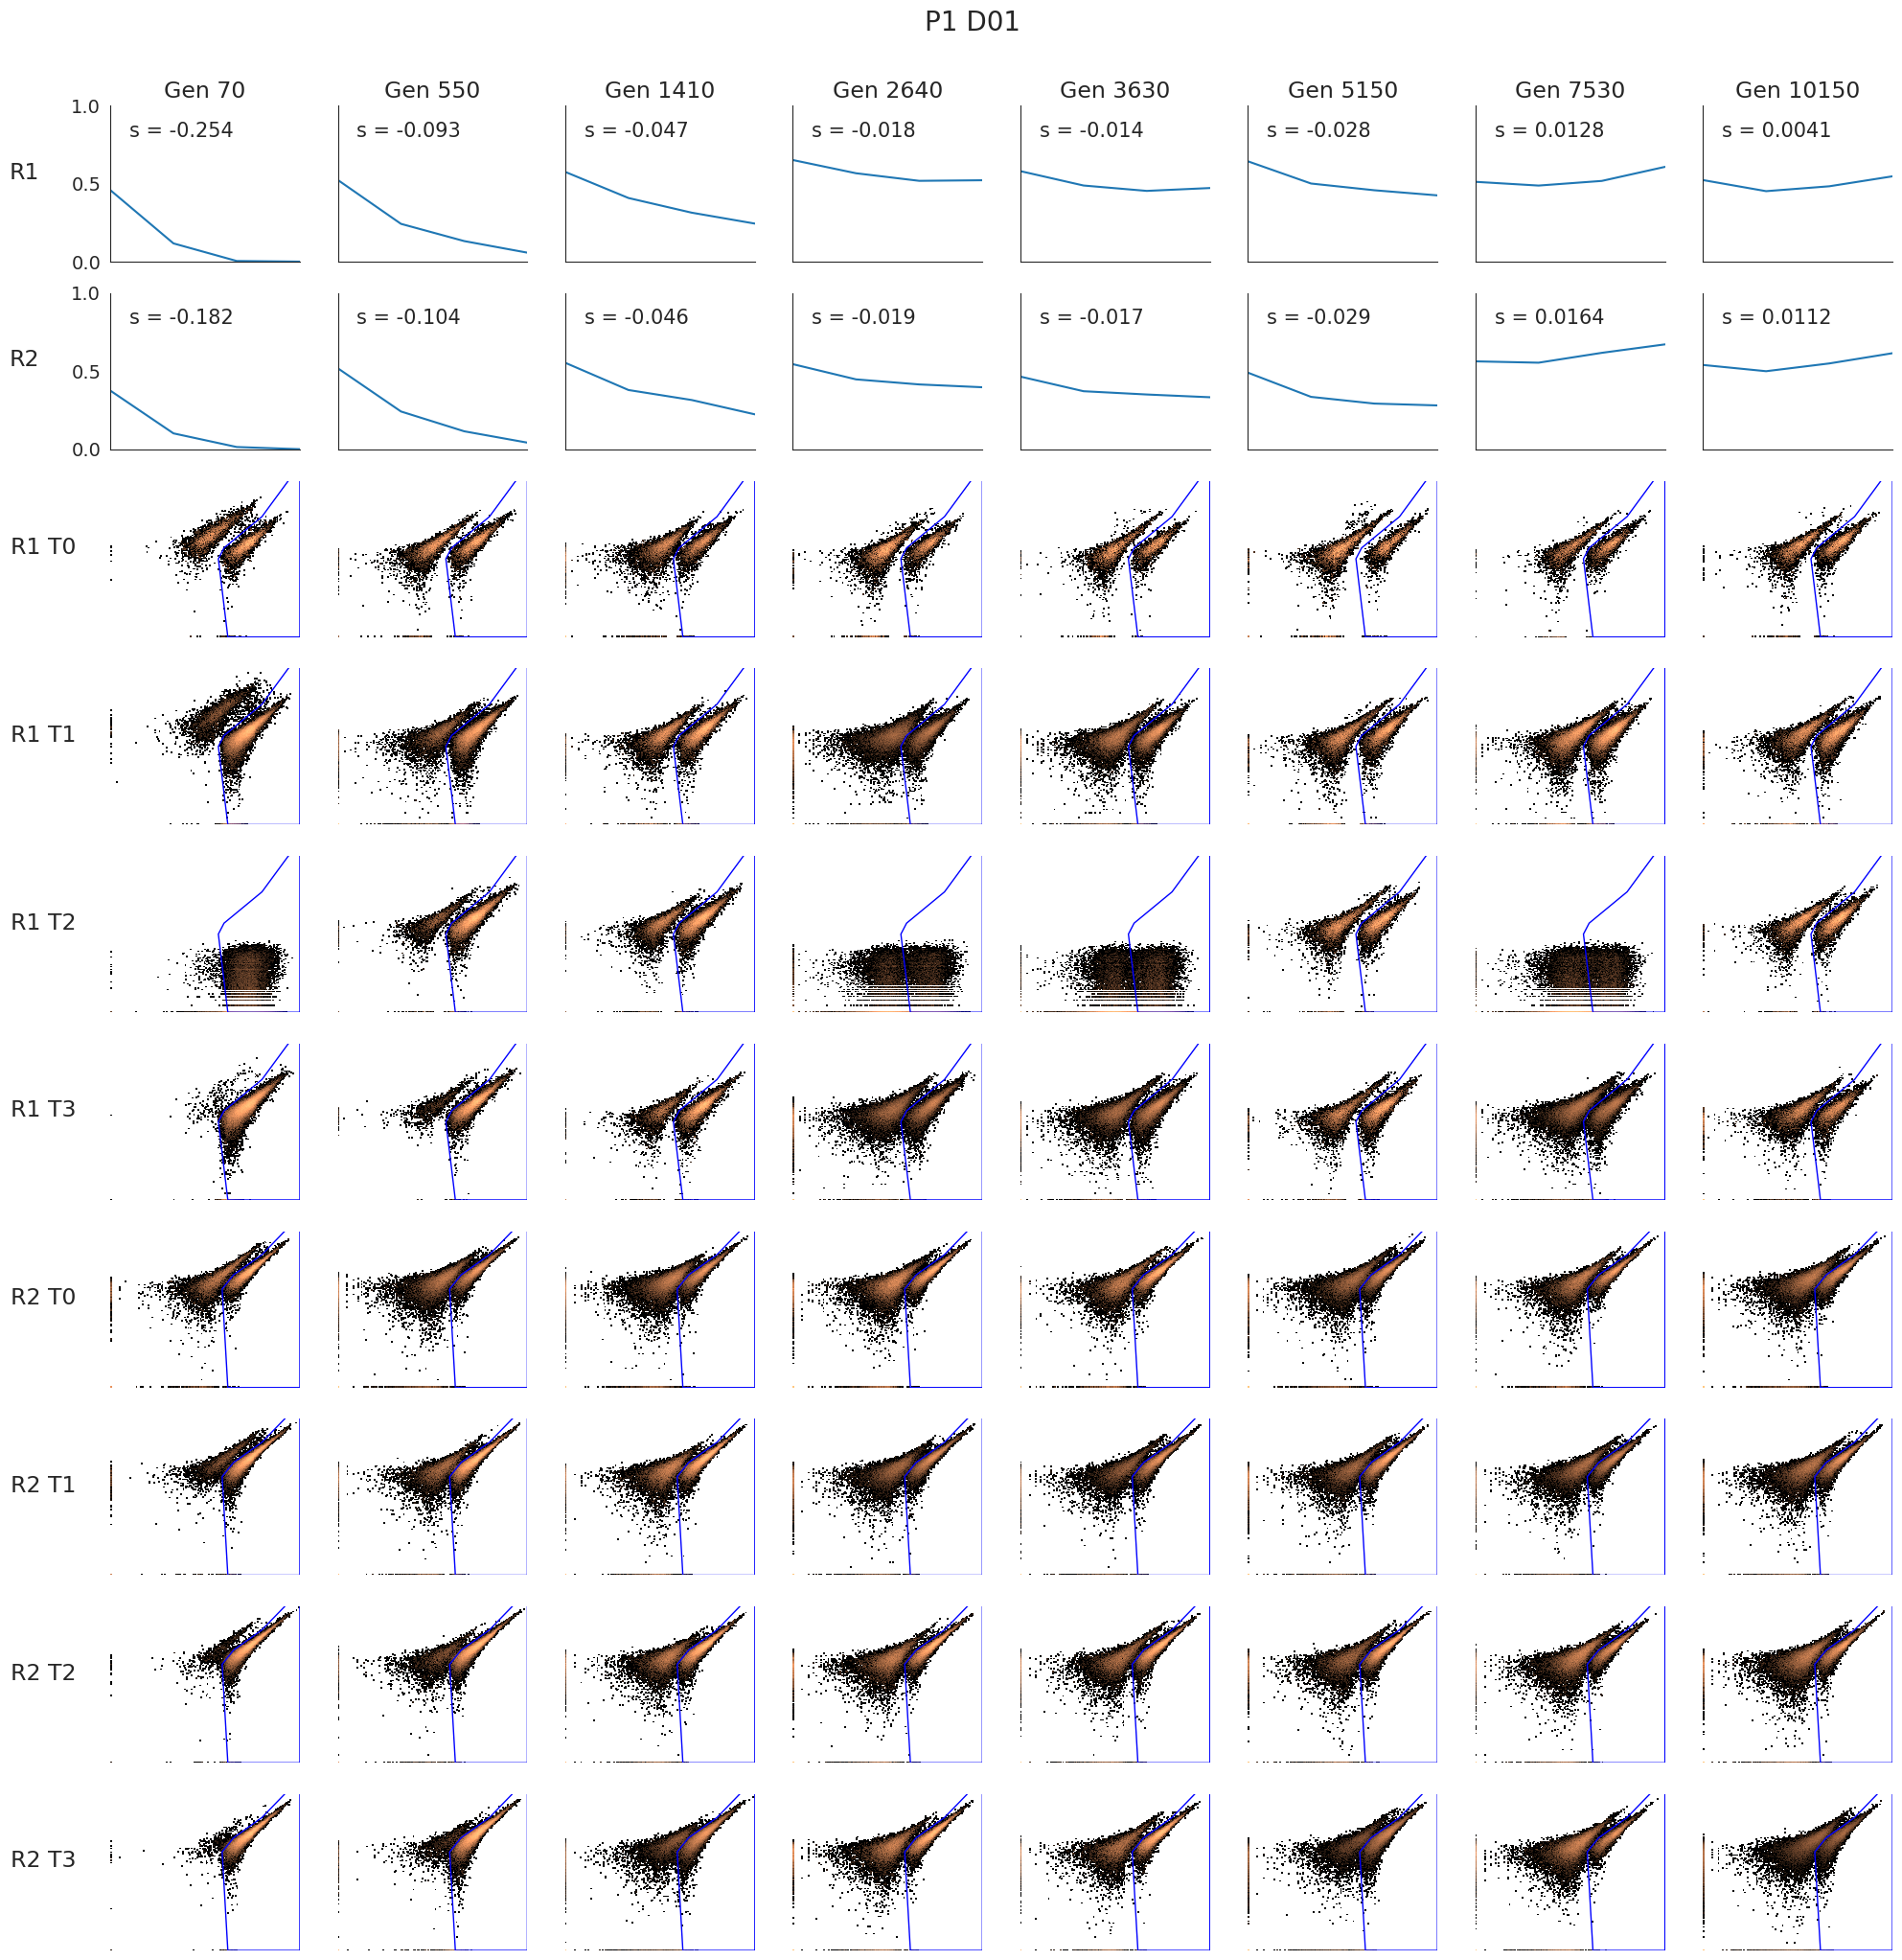 P1 D01
Gen 70 Gen 550 Gen 1410 Gen 2640 Gen 3630 Gen 5150 Gen 7530 Gen 10150
1.0
s = -0.254 s = -0.093 s = -0.047 s = -0.018 s = -0.014 s = -0.028 s = 0.0128 s = 0.0041
R1
0.5
0.0
1.0
s = -0.182 s = -0.104 s = -0.046 s = -0.019 s = -0.017 s = -0.029 s = 0.0164 s = 0.0112
R2
0.5
0.0
R1 T0
R1 T1
R1 T2
R1 T3
R2 T0
R2 T1
R2 T2
R2 T3